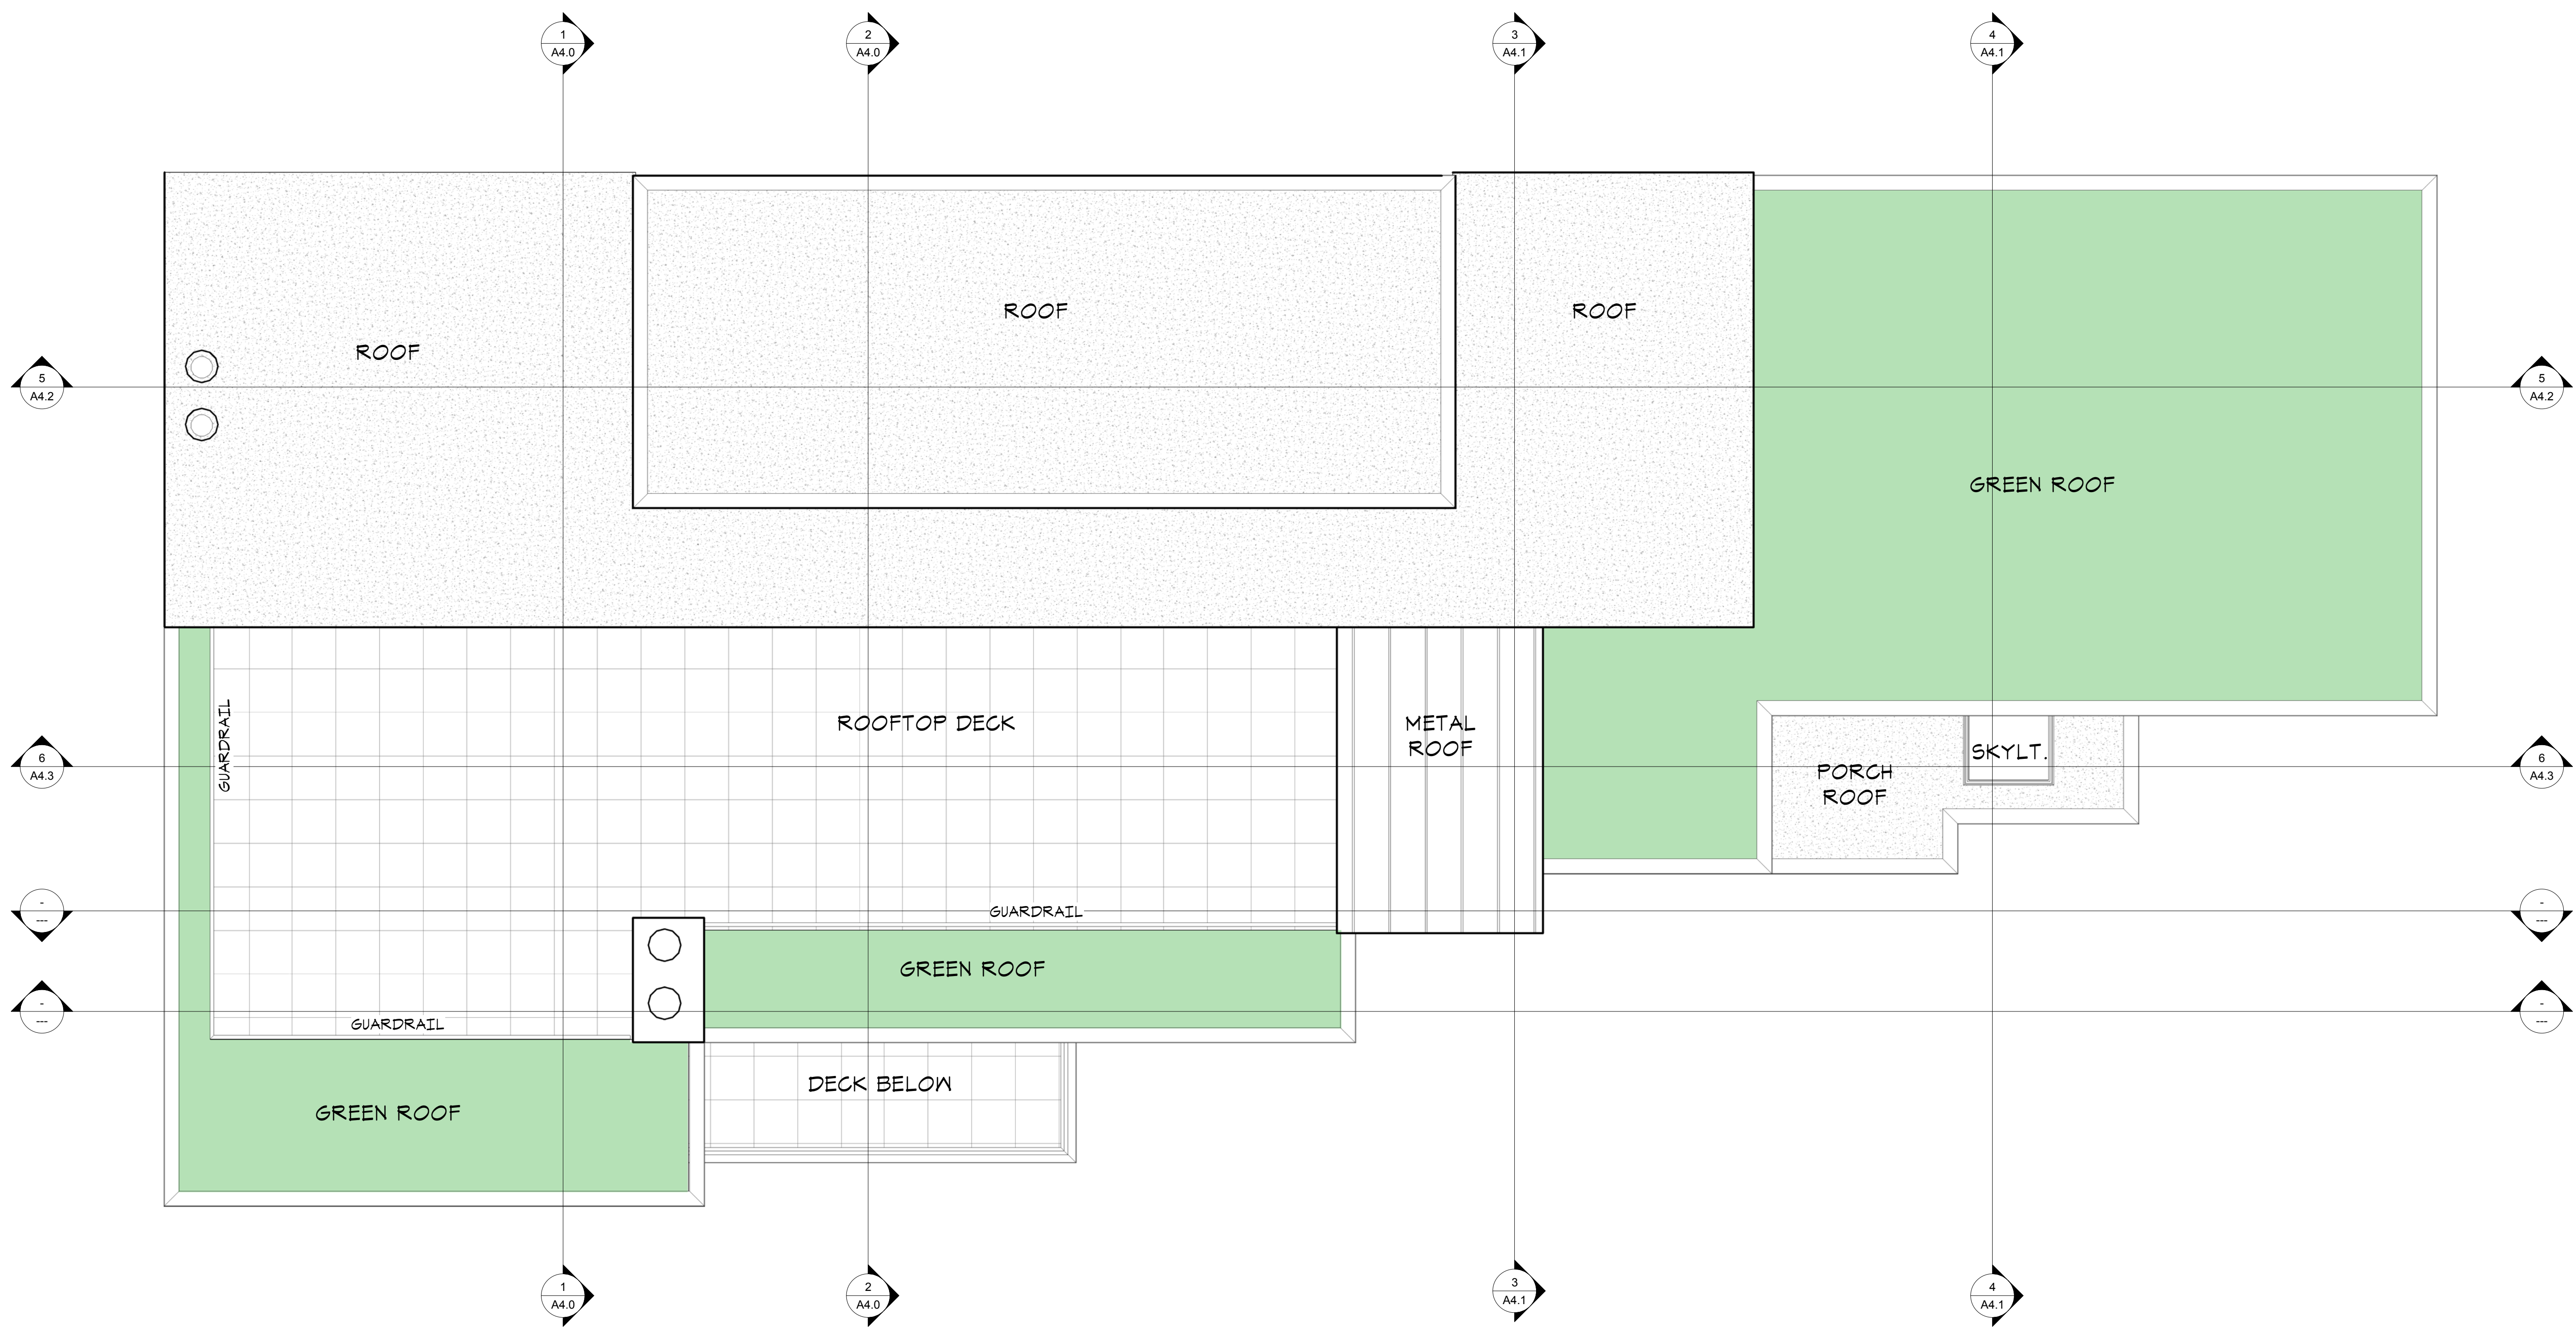 1
A4.0
2
A4.0
3
A4.1
4
A4.1
ROOF
ROOF
ROOF
5
A4.2
5
A4.2
GREEN ROOF
GUARDRAIL
ROOFTOP DECK
METAL
ROOF
SKYLT.
PORCH
ROOF
6
A4.3
6
A4.3
GUARDRAIL
-
---
-
---
GREEN ROOF
-
---
-
---
GUARDRAIL
DECK BELOW
GREEN ROOF
1
A4.0
2
A4.0
3
A4.1
4
A4.1